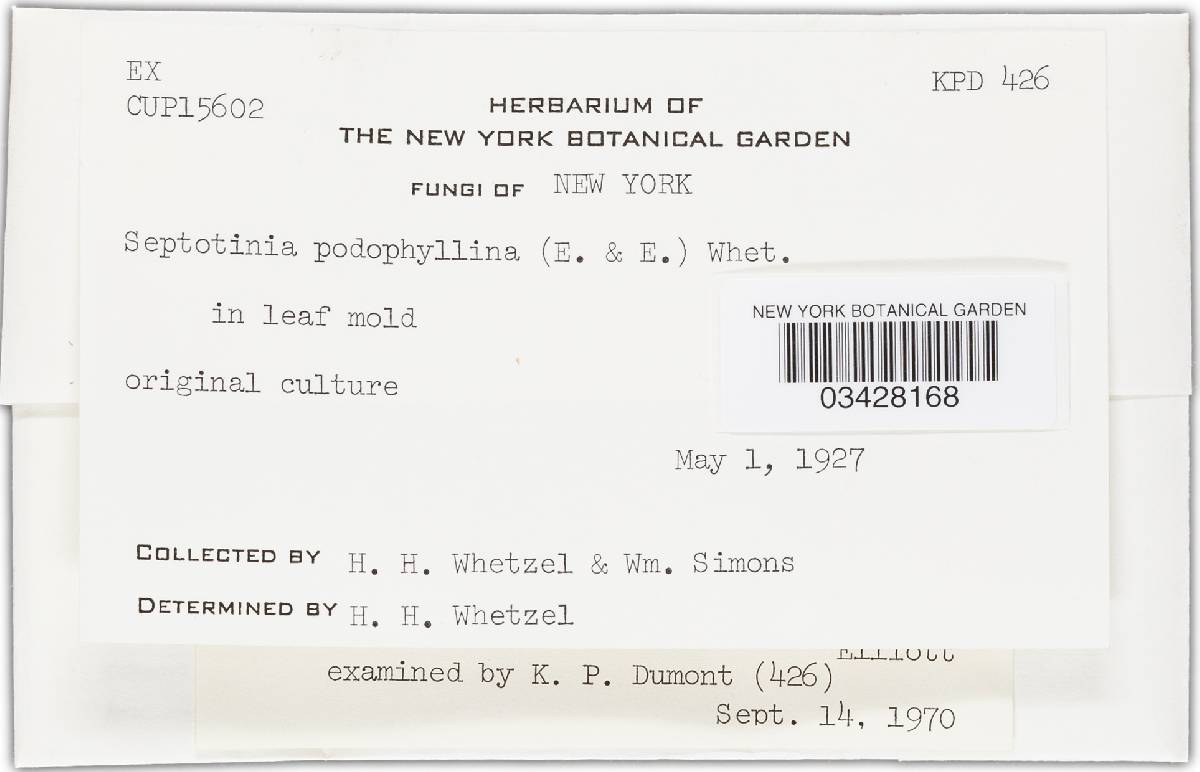 EX
CUP15602
KPD 426
HERBARIUM OF
THE NEW YORK BOTANICAL GARDEN
FUNGI OF NEW YORK
Septotinia podophyllina (E. & E.) Whet.
in leaf mold
original culture
NEW YORK BOTANICAL GARDEN
03428168
May 1, 1927
COLLECTED BY H. H. Whetzel & Wm. Simons
DETERMINED BY H. H. Whetzel
Elliott
examined by K. P. Dumont (426)
Sept. 14, 1970